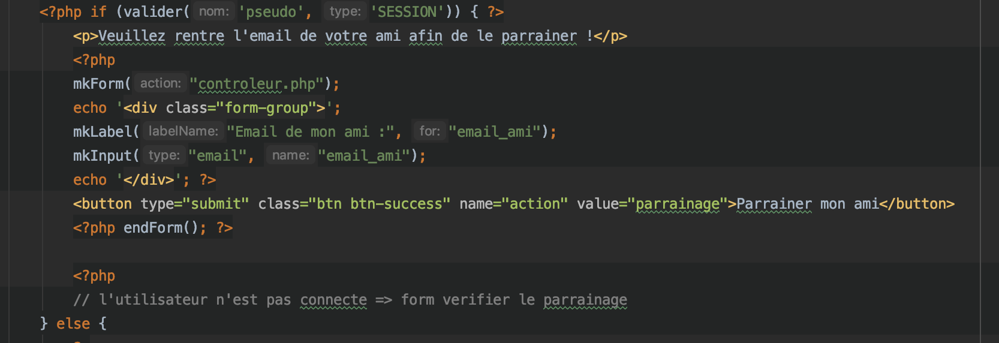 <?php if (valider( nom: 'pseudo', type: 'SESSION')) { ?>
<p>Veuillez rentre l'email de votre ami afin de le parrainer !</p>
<?php
mkForm( action: "controleur.php");
echo '<div class="form-group">';
mkLabel( labelName: "Email de mon ami :", for: "email_ami");
mkInput( type: "email", name: "email_ami");
echo '</div>'; ?>
<button type="submit" class="btn btn-success" name="action" value="parrainage">Parrainer mon ami</button>
<?php endForm(); ?>
<?php
// l'utilisateur n'est pas connecte => form verifier le parrainage
} else {